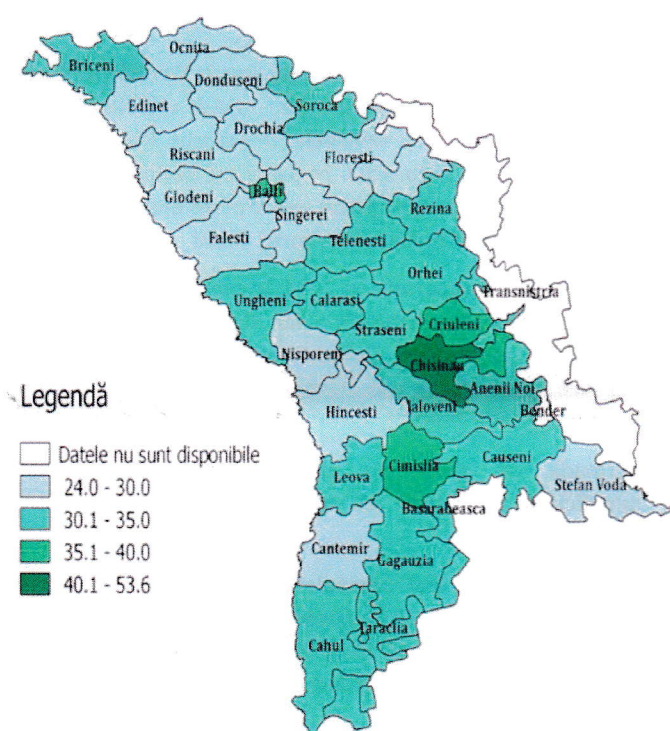 Ocnita
Briceni
Donduseni
Edinet
Soroca
Drochia
Riscani
Floresti
Glodeni
Balti
Singerei
Rezina
Falesti
Telenesti
Orhei
Ungheni
Calarasi
Transnistria
Straseni
Criuleni
Nisporeni
Chisinau
Anenii Noi
Hincesti
Ialoveni
Bender
Leova
Cimislia
Causeni
Stefan Voda
Basarabeasca
Cantemir
Gagauzia
Taraclia
Cahul
Legendă
Datele nu sunt disponibile
24.0 - 30.0
30.1 - 35.0
35.1 - 40.0
40.1 - 53.6